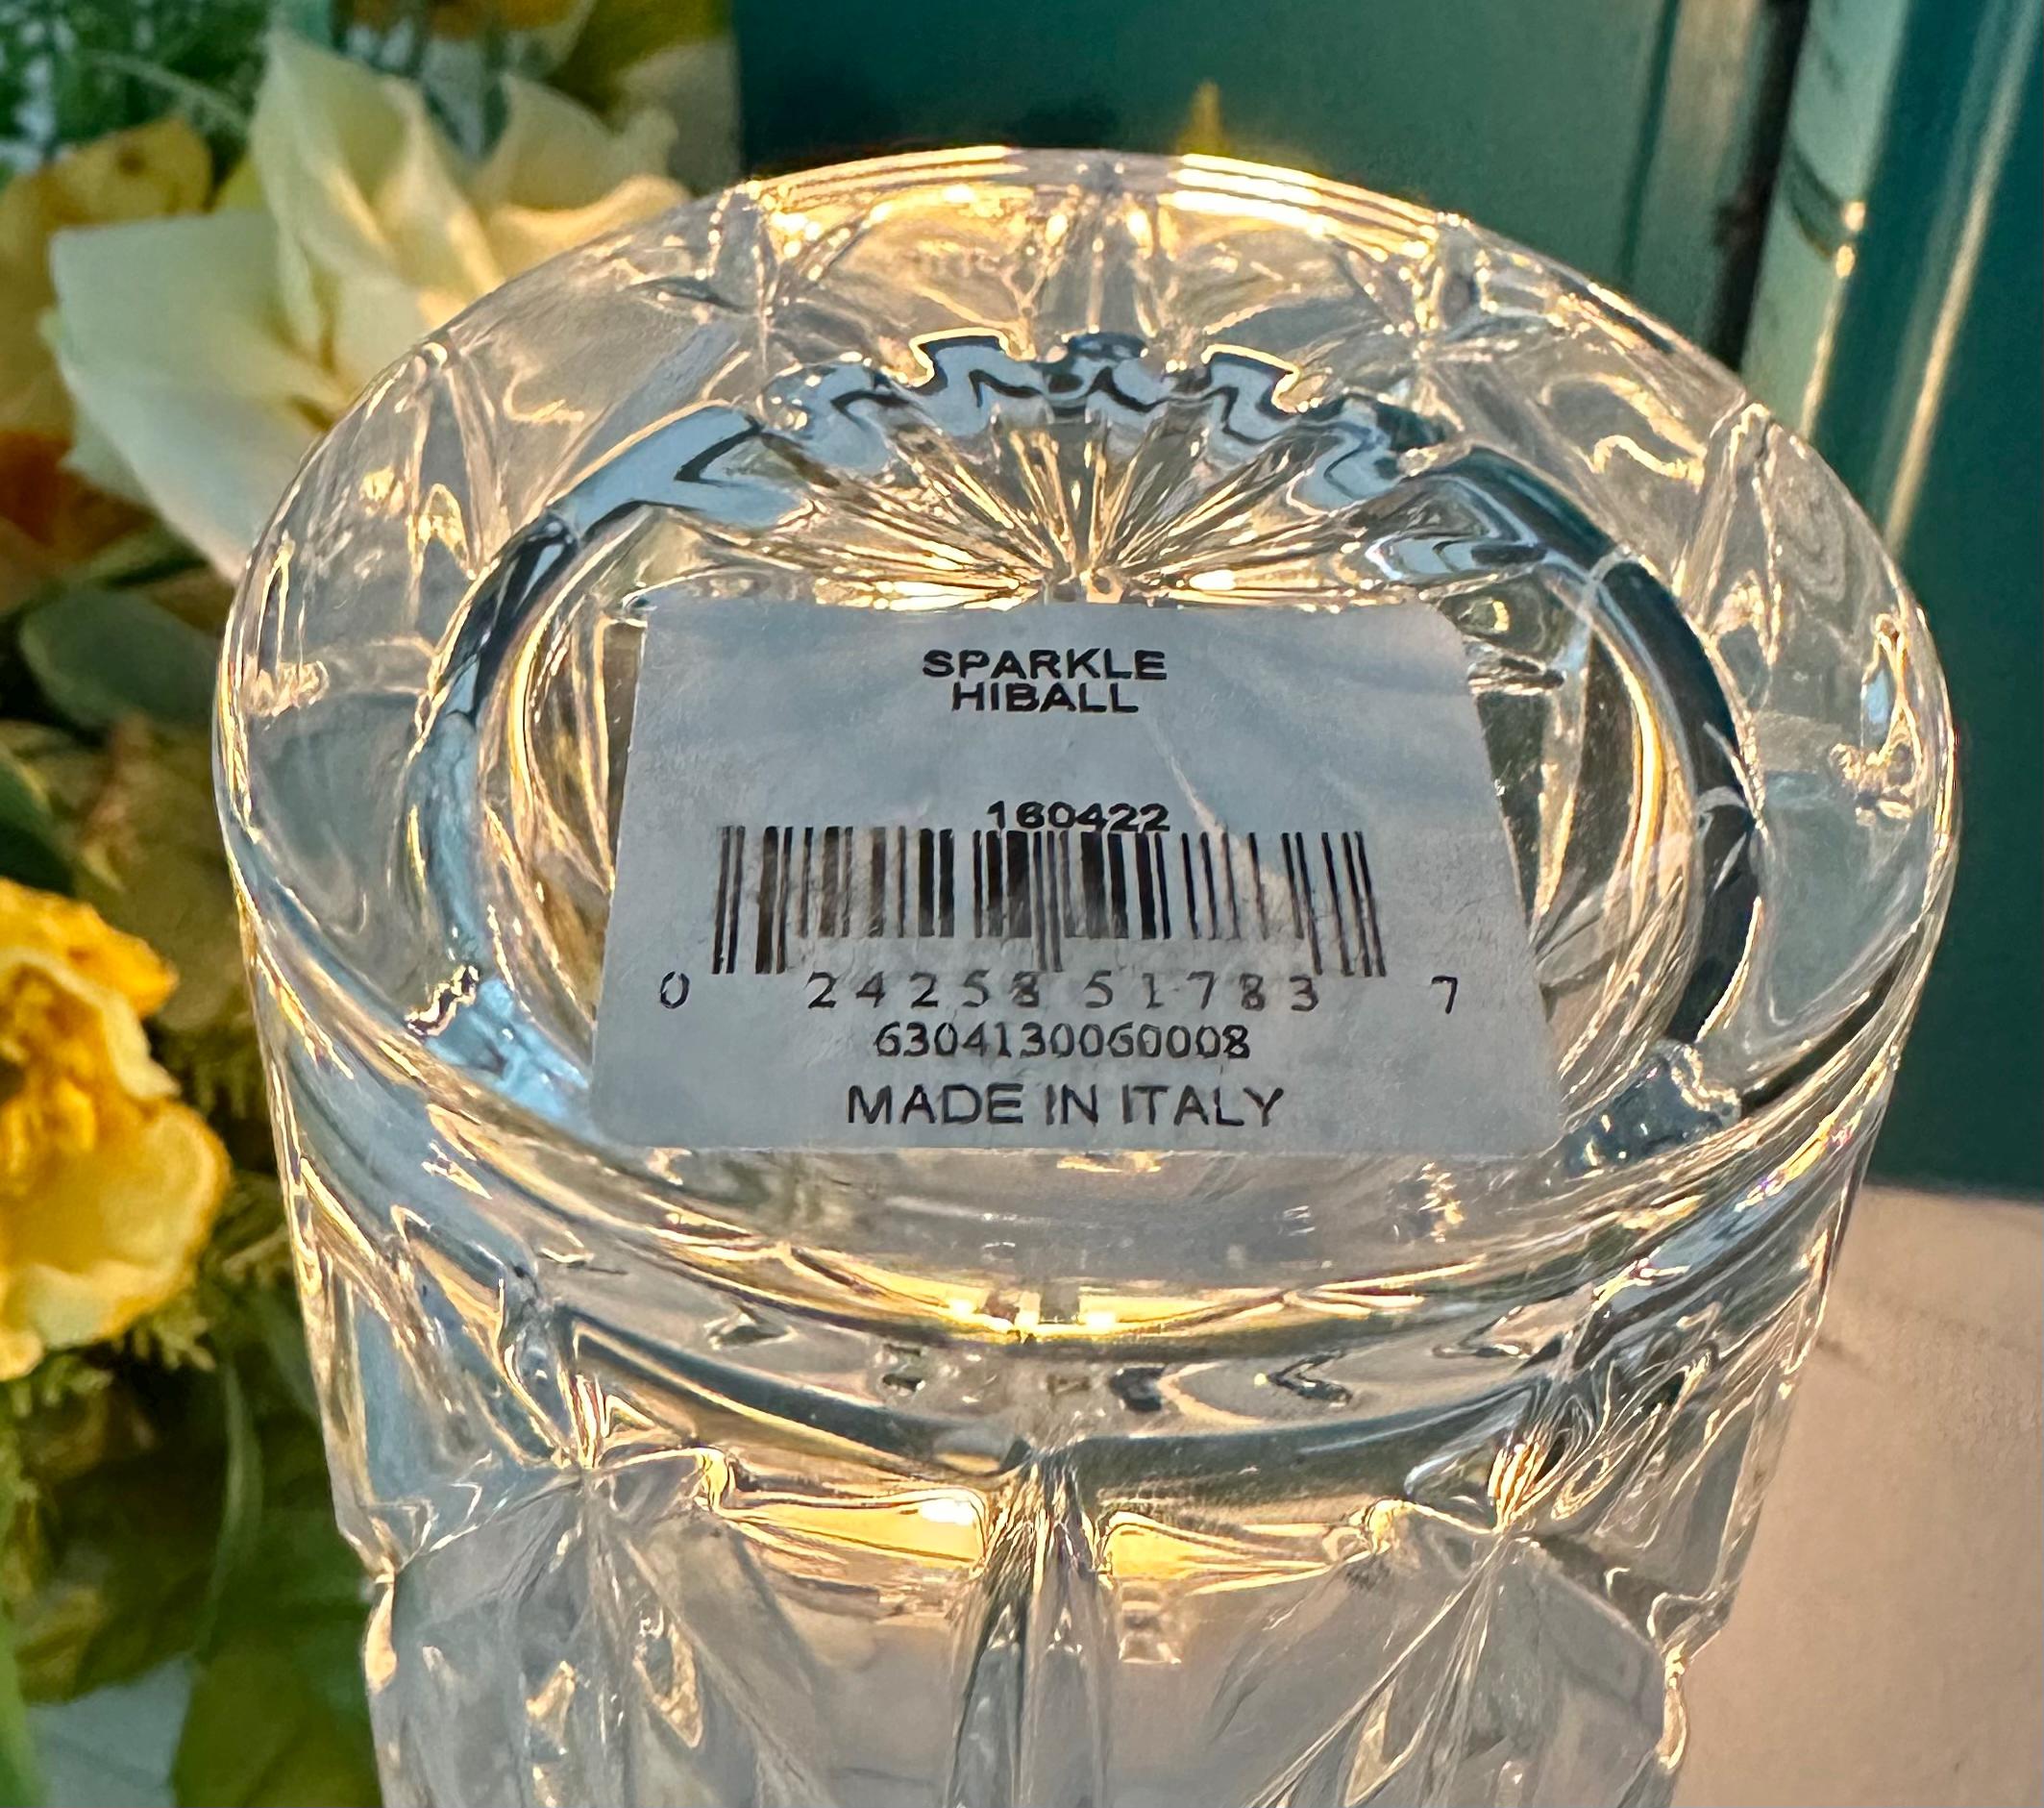 SPARKLE
HIBALL
160422
0 24258 51783 7
6304130060008
MADE IN ITALY